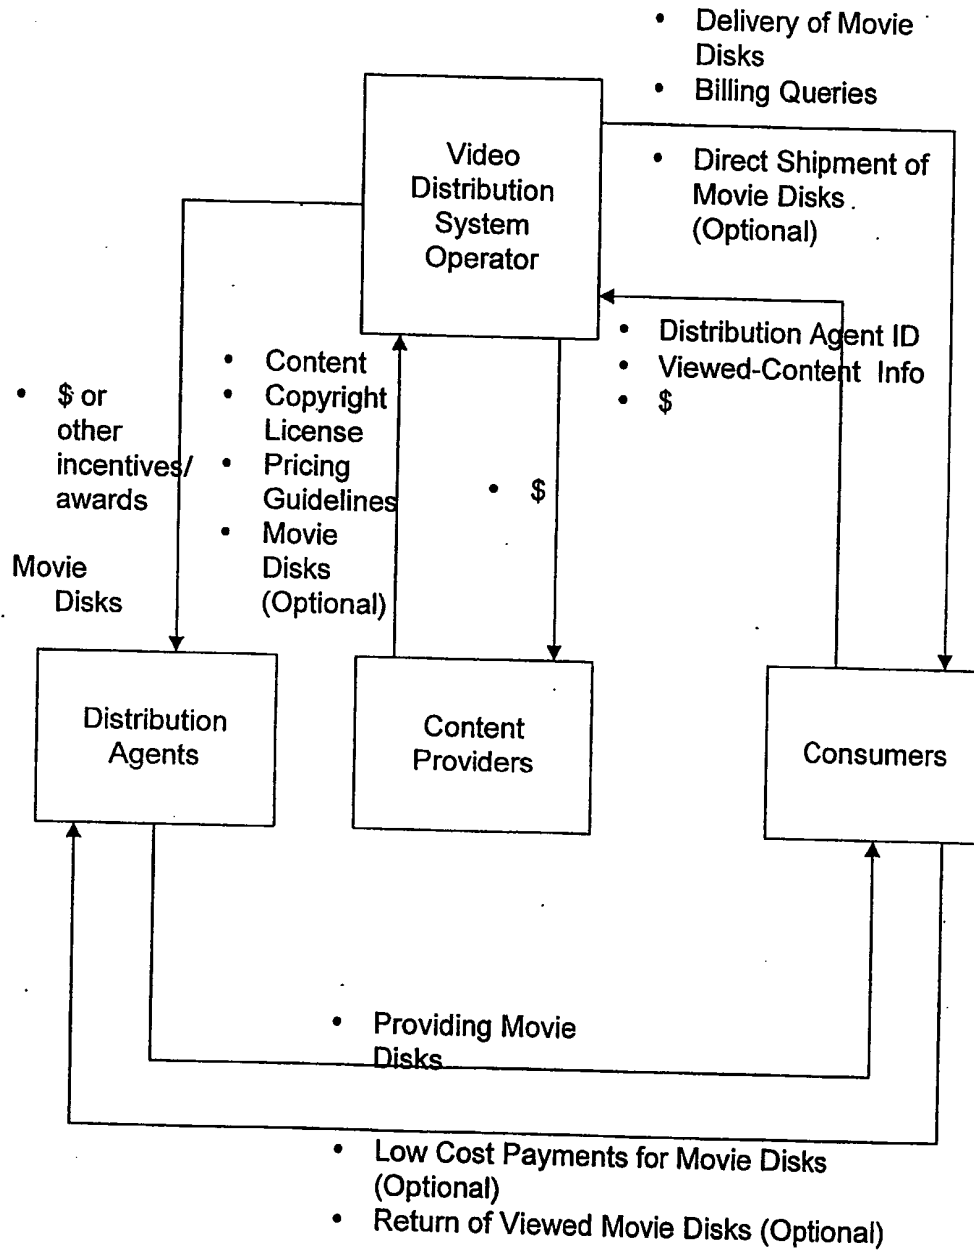 • Delivery of Movie
Disks
• Billing Queries
Video
Distribution
System
Operator
• Direct Shipment of
Movie Disks
(Optional)
• Distribution Agent ID
• Viewed-Content Info
• $
• $ or
other
incentives/
awards
Movie
Disks
• Content
• Copyright
License
• Pricing
Guidelines
• Movie
Disks
(Optional)
• $
Distribution
Agents
Content
Providers
Consumers
• Providing Movie
Disks
• Low Cost Payments for Movie Disks
(Optional)
• Return of Viewed Movie Disks (Optional)